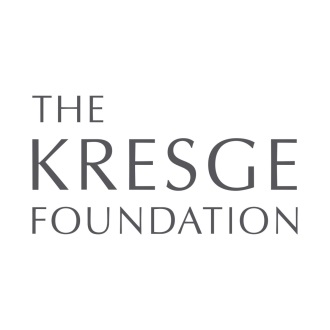 THE
KRESGE
FOUNDATION